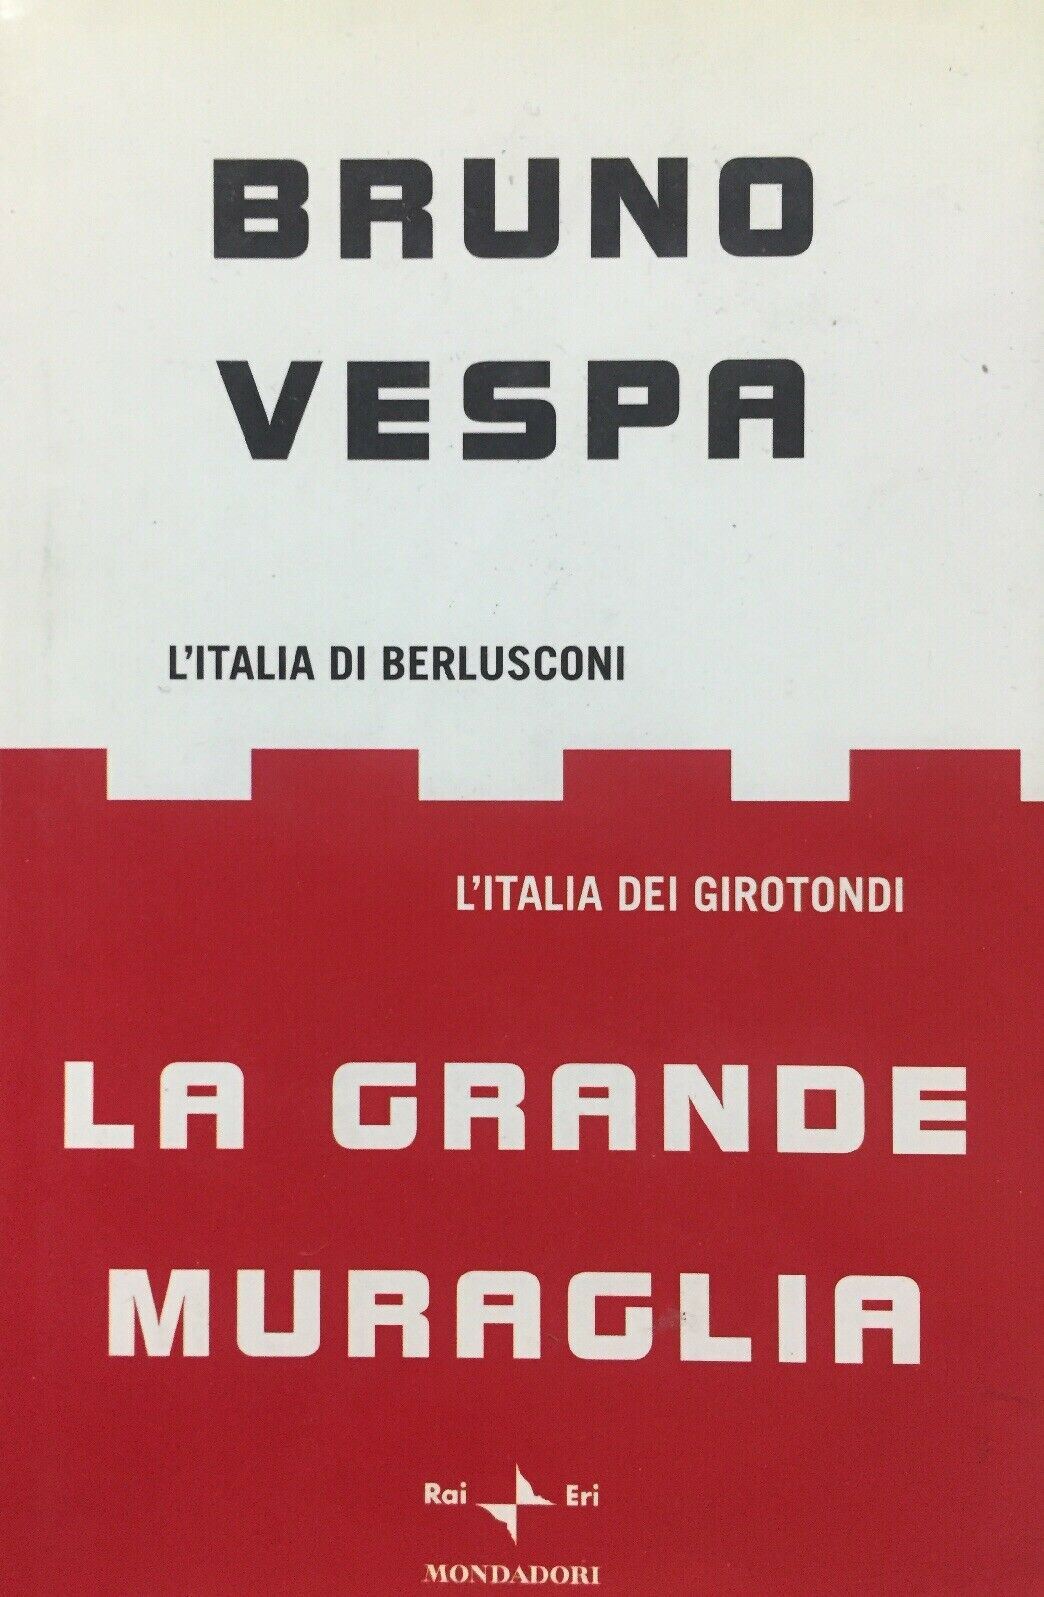 BRUNO
VESPA
L'ITALIA DI BERLUSCONI
L'ITALIA DEI GIROTONDI
LA GRANDE
MURAGLIA
Rai Eri
MONDADORI